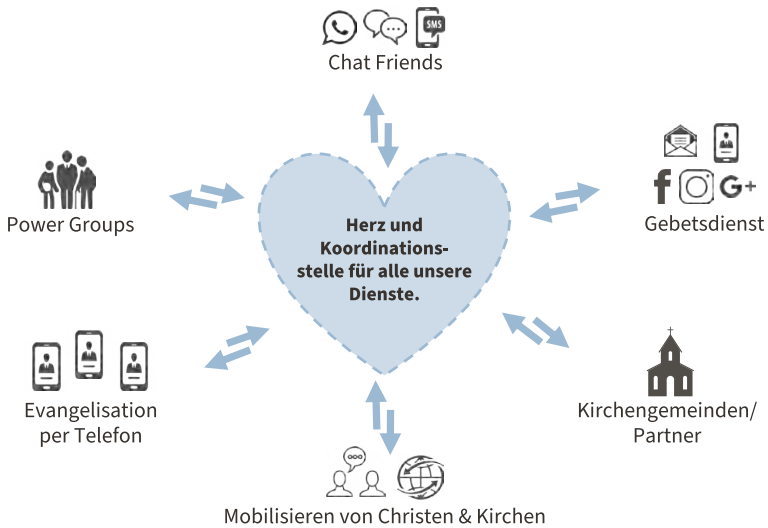 SMS
Chat Friends
G+
Power Groups
Gebetsdienst
Herz und
Koordinations-
stelle für alle unsere
Dienste.
Evangelisation
per Telefon
Kirchengemeinden/
Partner
Mobilisieren von Christen & Kirchen